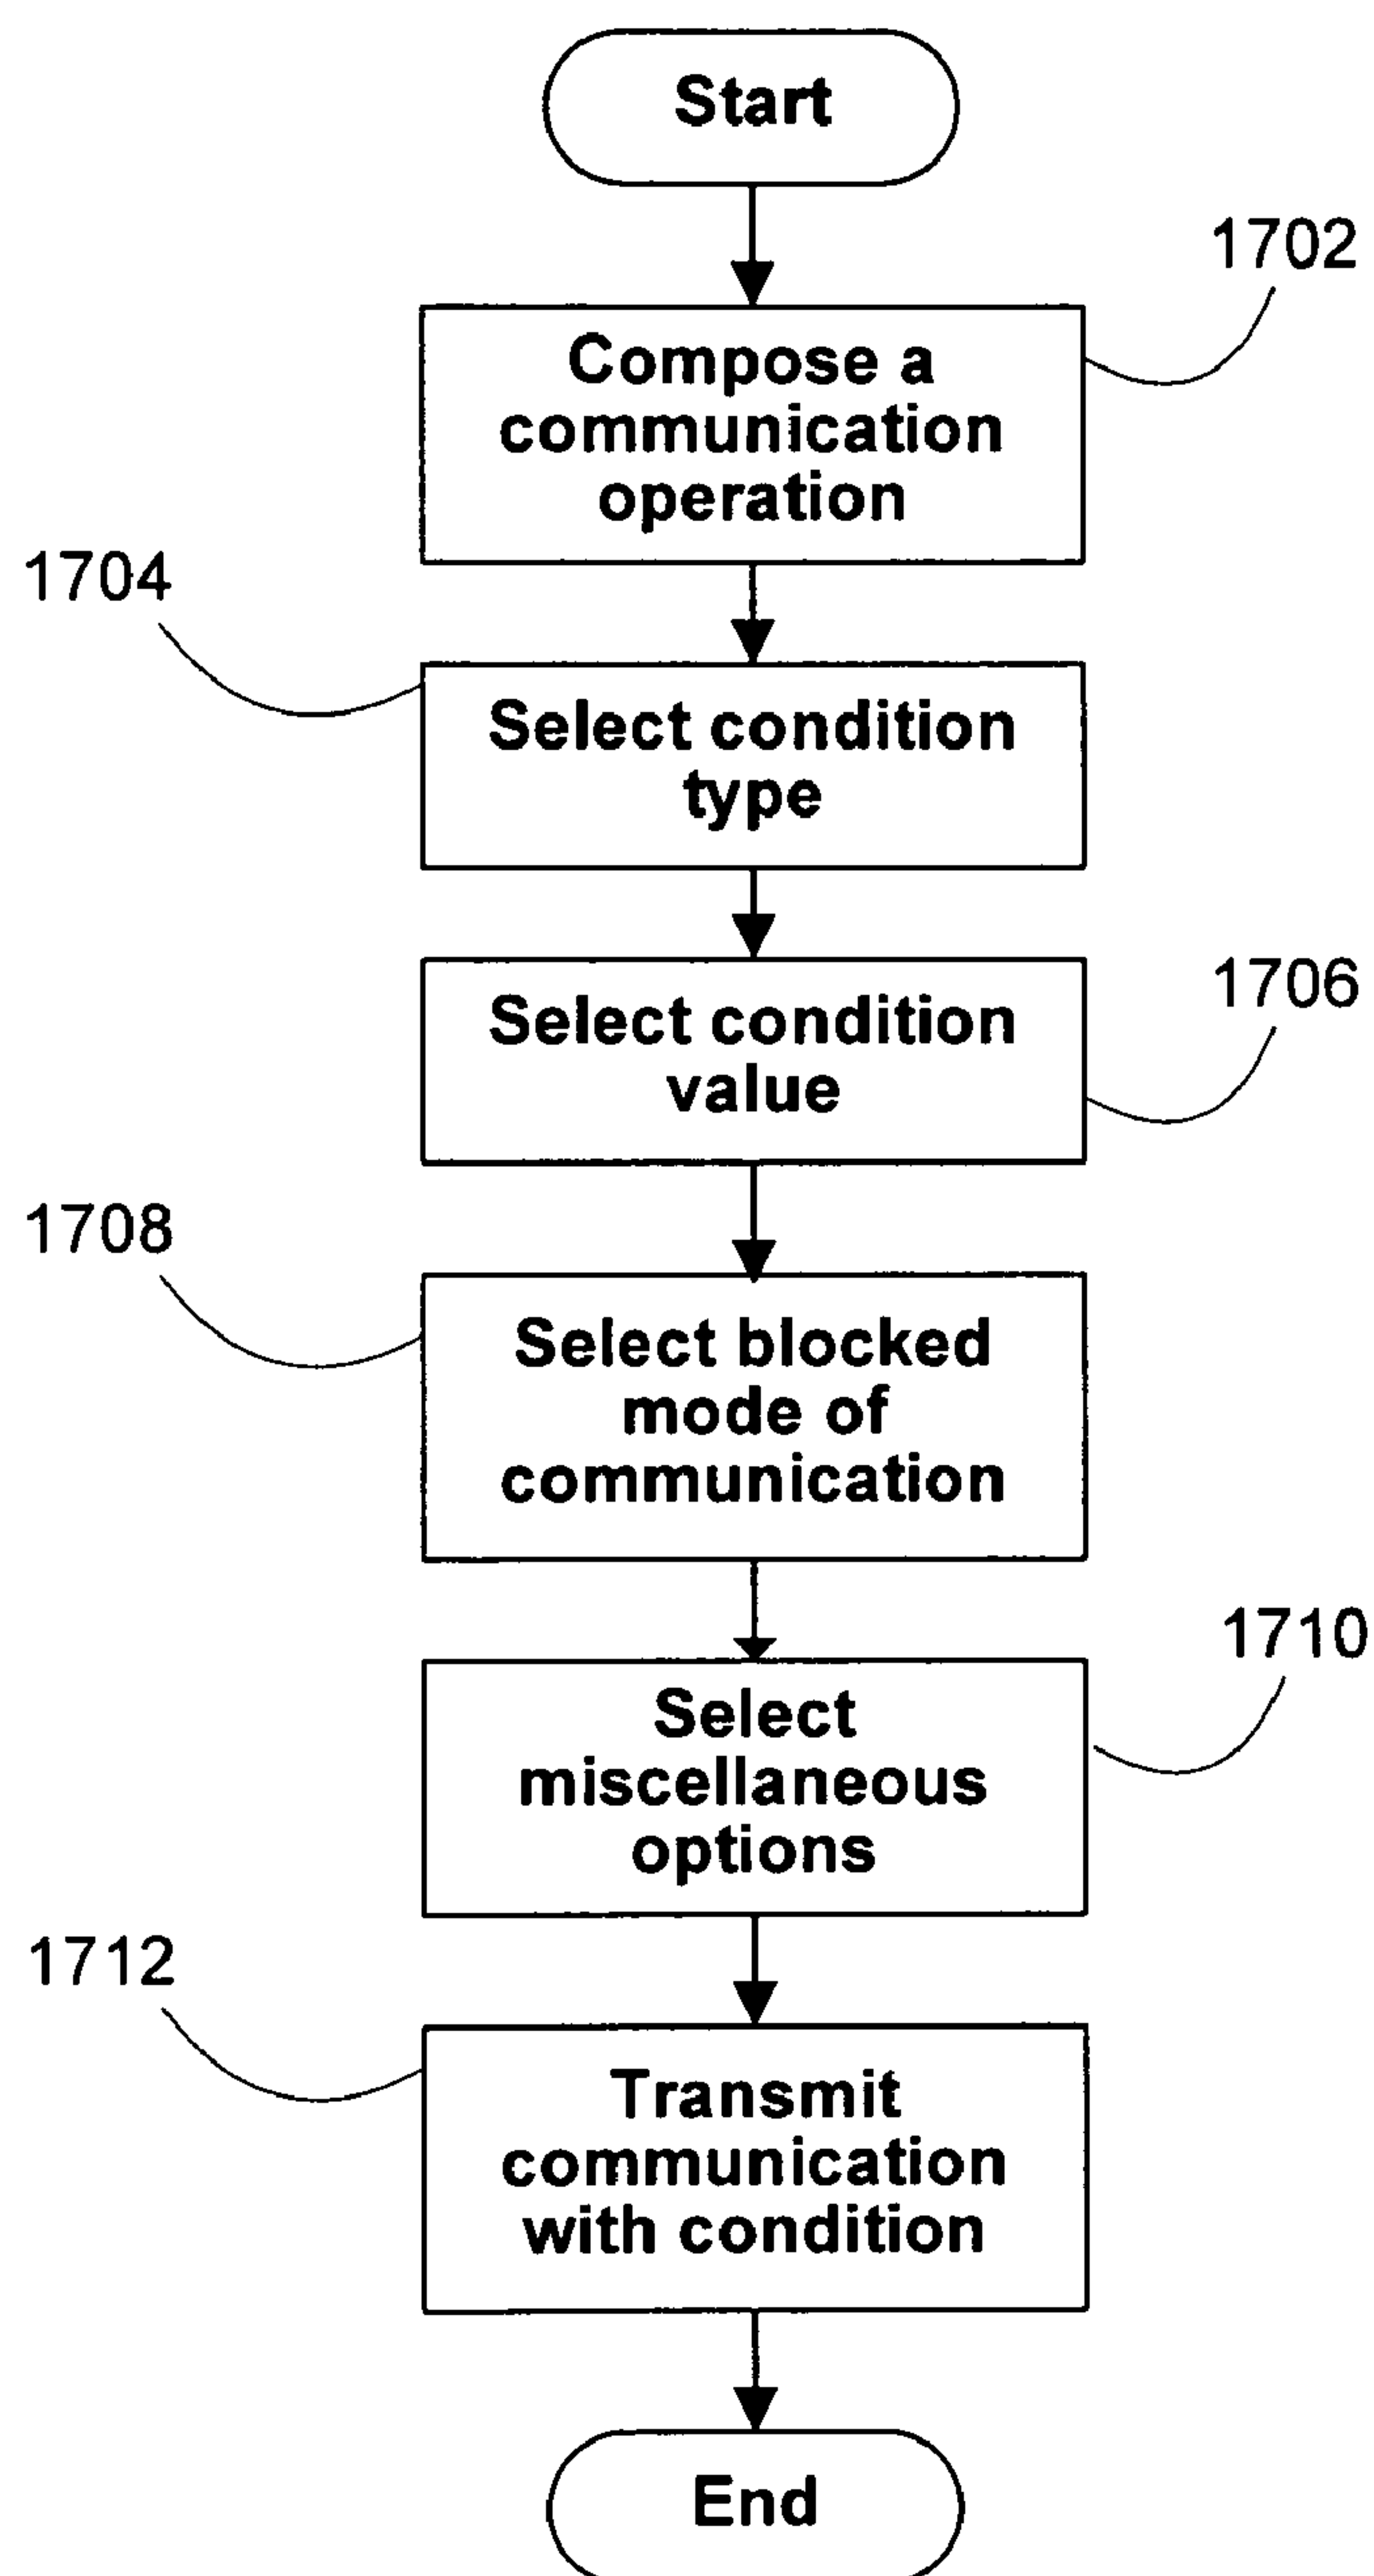 Start
1702
Compose a
communication
operation
1704
Select condition
type
1706
Select condition
value
1708
Select blocked
mode of
communication
1710
Select
miscellaneous
options
1712
Transmit
communication
with condition
End